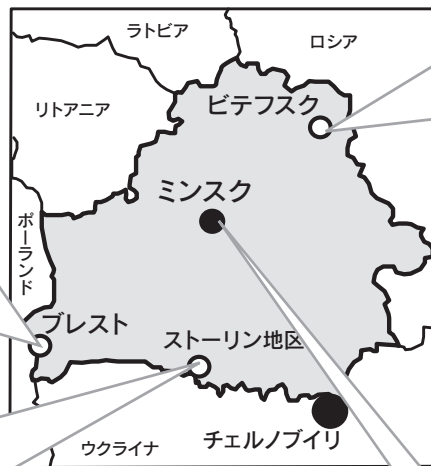 ラトビア
ロシア
リトアニア
ビテフスク
ミンスク
ポーランド
ブレスト
ストーリン地区
チェルノブイリ
ウクライナ